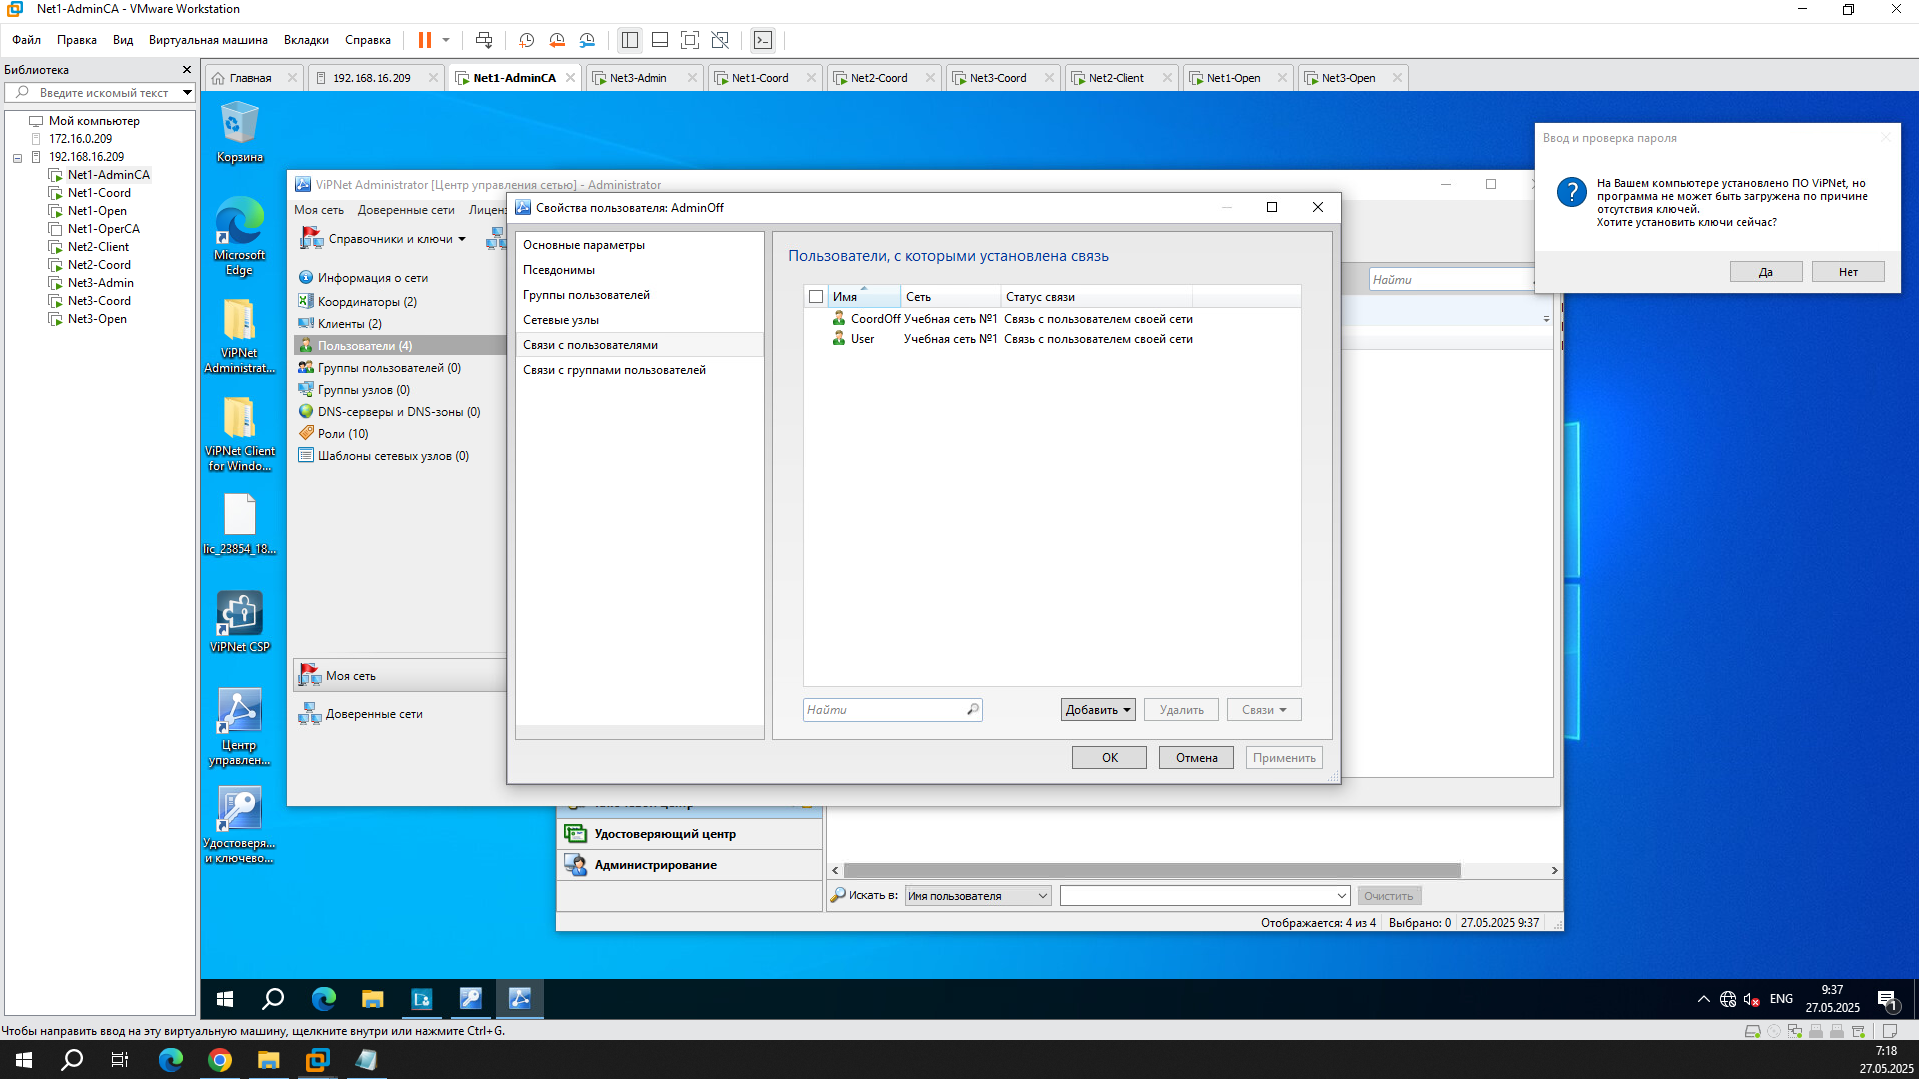 Net1-AdminCA - VMware Workstation
Файл Правка Вид Виртуальная машина Вкладки Справка
Библиотека
Введите искомый текст
Мой компьютер
172.16.0.209
192.168.16.209
Net1-AdminCA
Net1-Coord
Net1-Open
Net1-OperCA
Net2-Client
Net2-Coord
Net3-Admin
Net3-Coord
Net3-Open
Главная 192.168.16.209 Net1-AdminCA Net3-Admin Net1-Coord Net2-Coord Net3-Coord Net2-Client Net1-Open Net3-Open
Корзина
Microsoft
Edge
ViPNet
Administrat...
ViPNet Client
for Windo...
lic_23854_18...
ViPNet CSP
Центр
управлен...
Удостоверя...
и ключево...
ViPNet Administrator [Центр управления сетью] - Administrator
Моя сеть Доверенные сети
Справочники и ключи
Информация о сети
Координаторы (2)
Клиенты (2)
Пользователи (4)
Группы пользователей (0)
Группы узлов (0)
DNS-серверы и DNS-зоны (0)
Роли (10)
Шаблоны сетевых узлов (0)
Моя сеть
Доверенные сети
Найти
Свойства пользователя: AdminOff
Основные параметры
Псевдонимы
Группы пользователей
Сетевые узлы
Связи с пользователями
Связи с группами пользователей
Пользователи, с которыми установлена связь
Имя Сеть Статус связи
CoordOff Учебная сеть №1 Связь с пользователем своей сети
User Учебная сеть №1 Связь с пользователем своей сети
Найти
Добавить Удалить Связи
OK Отмена Применить
Ввод и проверка пароля
На Вашем компьютере установлено ПО ViPNet, но
программа не может быть загружена по причине
отсутствия ключей.
Хотите установить ключи сейчас?
Да Нет
Удостоверяющий центр
Администрирование
Искать в: Имя пользователя Очистить
Отображается: 4 из 4 Выбрано: 0 27.05.2025 9:37
ENG
9:37
27.05.2025
1
Чтобы направить ввод на эту виртуальную машину, щелкните внутри или нажмите Ctrl+G.
7:18
27.05.2025